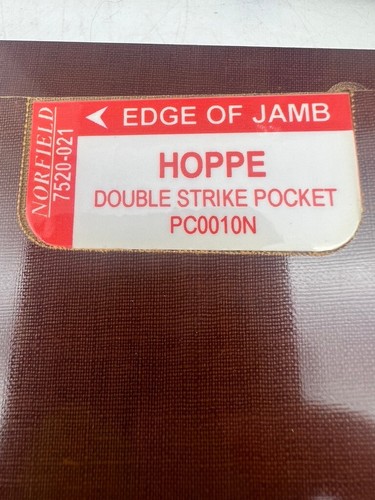 EDGE OF JAMB
NORFIELD
7520-021
HOPPE
DOUBLE STRIKE POCKET
PC0010N